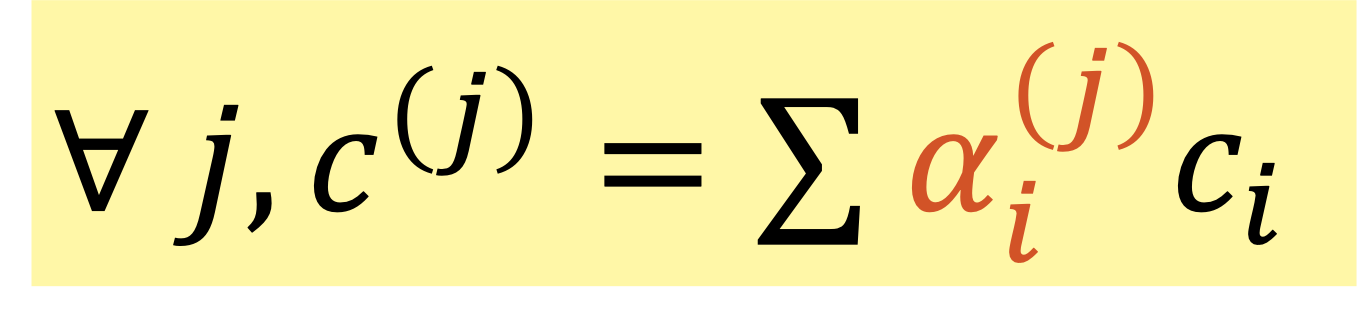 ∀ j, c^{(j)} = ∑ α_i^{(j)} c_i